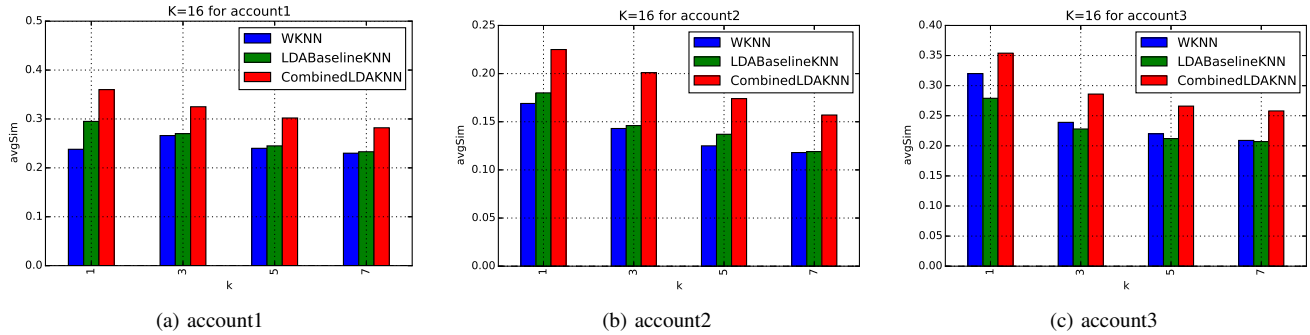 K=16 for account1
0.5
0.4
0.3
0.2
0.1
0.0
avgSim
WKNN
LDABaselineKNN
CombinedLDAKNN
1 3 5 7
k
(a) account1
K=16 for account2
0.25
0.20
0.15
0.10
0.05
0.00
avgSim
WKNN
LDABaselineKNN
CombinedLDAKNN
1 3 5 7
k
(b) account2
K=16 for account3
0.40
0.35
0.30
0.25
0.20
0.15
0.10
0.05
0.00
avgSim
WKNN
LDABaselineKNN
CombinedLDAKNN
1 3 5 7
k
(c) account3